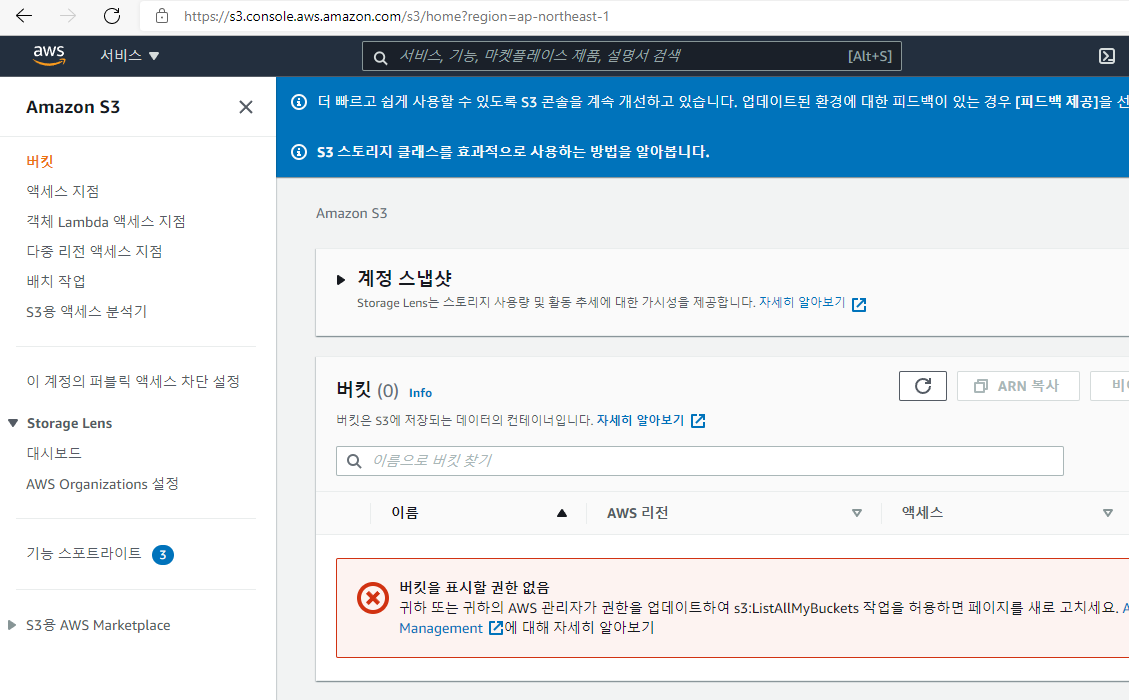 https://s3.console.aws.amazon.com/s3/home?region=ap-northeast-1
aws
서비스 ▼
서비스, 기능, 마켓플레이스 제품, 설명서 검색
[Alt+S]
Amazon S3
버킷
액세스 지점
객체 Lambda 액세스 지점
다중 리전 액세스 지점
배치 작업
S3용 액세스 분석기
이 계정의 퍼블릭 액세스 차단 설정
Storage Lens
대시보드
AWS Organizations 설정
기능 스포트라이트 3
S3용 AWS Marketplace
더 빠르고 쉽게 사용할 수 있도록 S3 콘솔을 계속 개선하고 있습니다. 업데이트된 환경에 대한 피드백이 있는 경우 [피드백 제공]을 선
S3 스토리지 클래스를 효과적으로 사용하는 방법을 알아봅니다.
Amazon S3
계정 스냅샷
Storage Lens는 스토리지 사용량 및 활동 추세에 대한 가시성을 제공합니다. 자세히 알아보기
버킷 (0) Info
ARN 복사
버킷은 S3에 저장되는 데이터의 컨테이너입니다. 자세히 알아보기
이름으로 버킷 찾기
이름
AWS 리전
액세스
버킷을 표시할 권한 없음
귀하 또는 귀하의 AWS 관리자가 권한을 업데이트하여 s3:ListAllMyBuckets 작업을 허용하면 페이지를 새로 고치세요.
Management 에 대해 자세히 알아보기